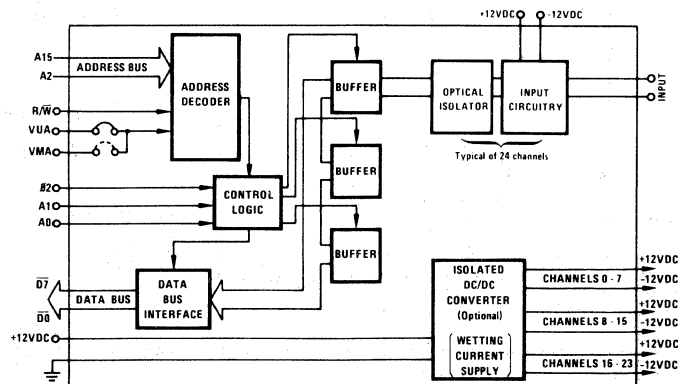 +12VDC
-12VDC
A15
A2
ADDRESS BUS
ADDRESS
DECODER
R/W̅
VUA
VMA
BUFFER
OPTICAL
ISOLATOR
INPUT
CIRCUITRY
INPUT
Typical of 24 channels
BUFFER
Ø2
A1
A0
CONTROL
LOGIC
BUFFER
D̅7̅
D̅0̅
DATA BUS
DATA
BUS
INTERFACE
+12VDC
ISOLATED
DC/DC
CONVERTER
(Optional)
WETTING
CURRENT
SUPPLY
+12VDC
CHANNELS 0 - 7
-12VDC
+12VDC
CHANNELS 8 - 15
-12VDC
+12VDC
CHANNELS 16 - 23
-12VDC